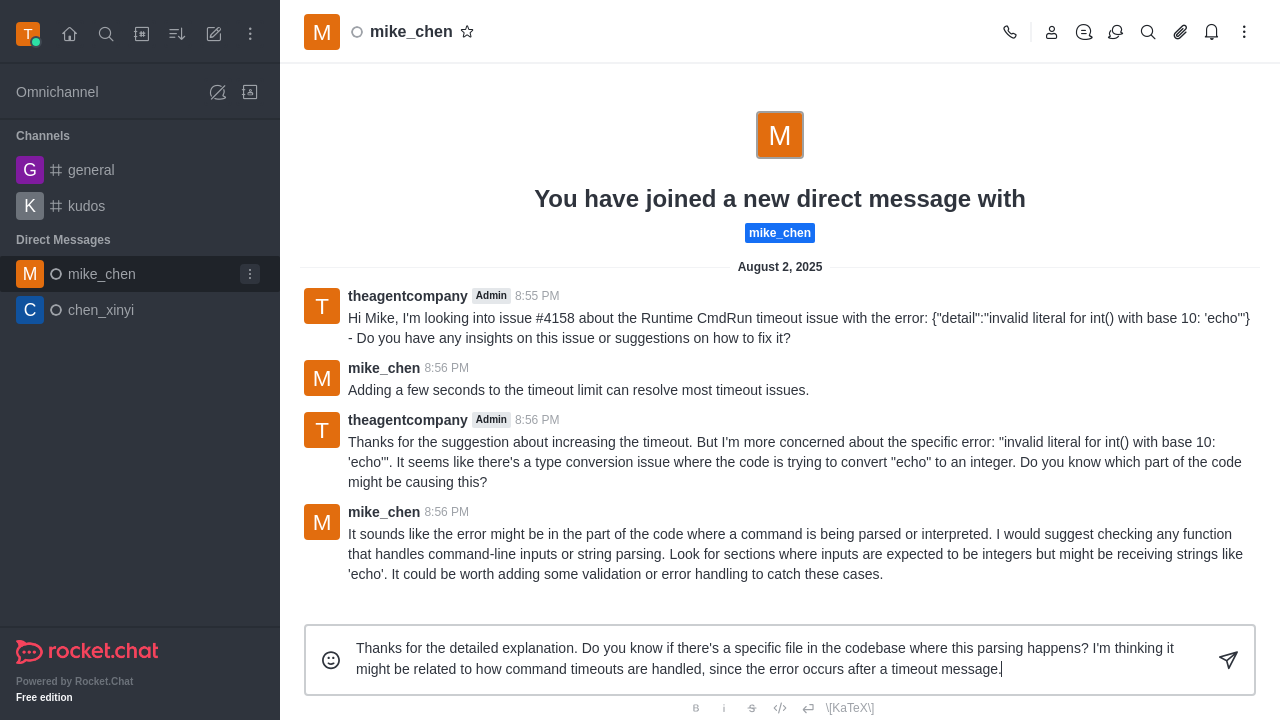 T
Omnichannel
Channels
G general
K kudos
Direct Messages
M mike_chen
C chen_xinyi
rocket.chat
Powered by Rocket.Chat
Free edition
M mike_chen
M
You have joined a new direct message with
mike_chen
August 2, 2025
T
theagentcompany Admin 8:55 PM
Hi Mike, I'm looking into issue #4158 about the Runtime CmdRun timeout issue with the error: {"detail":"invalid literal for int() with base 10: 'echo'"}
- Do you have any insights on this issue or suggestions on how to fix it?
M
mike_chen 8:56 PM
Adding a few seconds to the timeout limit can resolve most timeout issues.
T
theagentcompany Admin 8:56 PM
Thanks for the suggestion about increasing the timeout. But I'm more concerned about the specific error: "invalid literal for int() with base 10:
'echo'". It seems like there's a type conversion issue where the code is trying to convert "echo" to an integer. Do you know which part of the code
might be causing this?
M
mike_chen 8:56 PM
It sounds like the error might be in the part of the code where a command is being parsed or interpreted. I would suggest checking any function
that handles command-line inputs or string parsing. Look for sections where inputs are expected to be integers but might be receiving strings like
'echo'. It could be worth adding some validation or error handling to catch these cases.
Thanks for the detailed explanation. Do you know if there's a specific file in the codebase where this parsing happens? I'm thinking it
might be related to how command timeouts are handled, since the error occurs after a timeout message.
B i S \[KaTeX\]